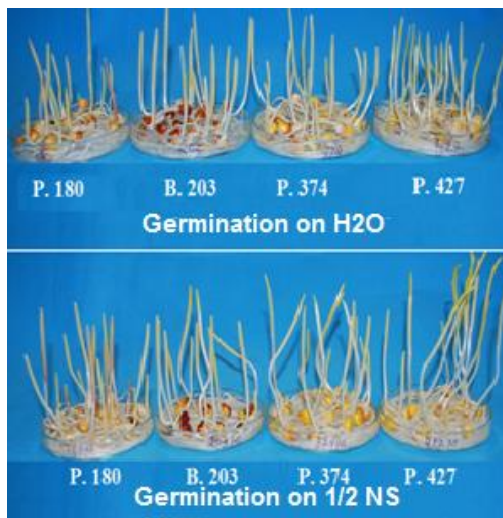 P. 180 B. 203 P. 374 P. 427
Germination on H2O
P. 180 B. 203 P. 374 P. 427
Germination on 1/2 NS